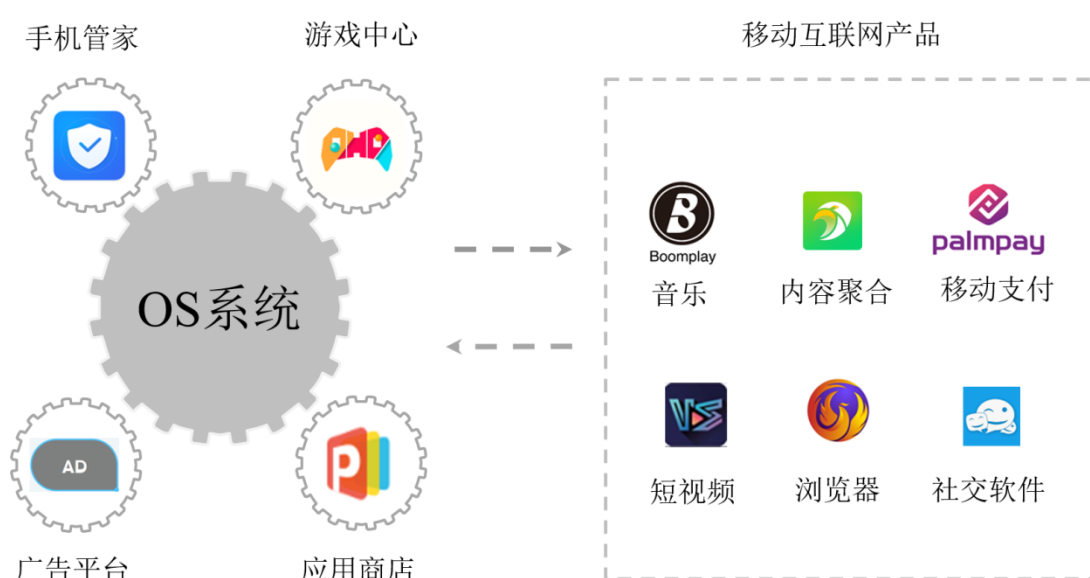 手机管家
游戏中心
移动互联网产品
OS系统
B
Boomplay
音乐
内容聚合
palmpay
移动支付
AD
P
VS
短视频
浏览器
社交软件
广告平台
应用商店